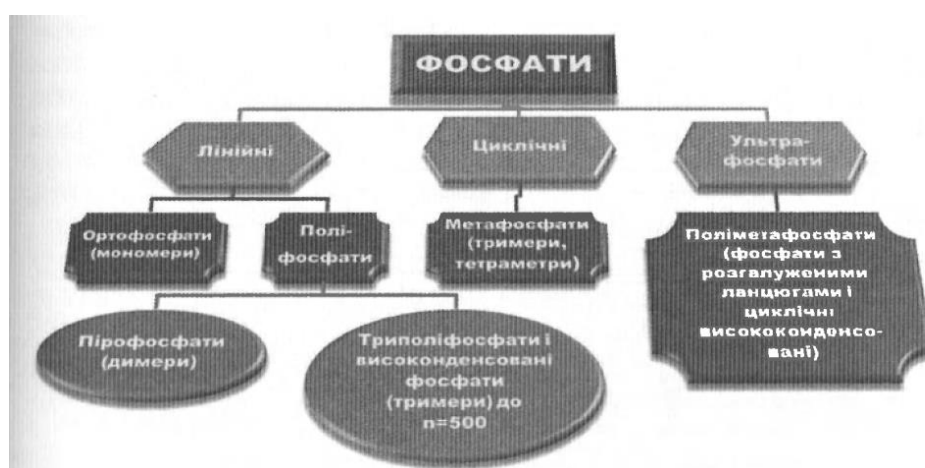 ФОСФАТИ
Лінійні
Циклічні
Ультра-
фосфати
Ортофосфати
(мономери)
Полі-
фосфати
Метафосфати
(тримери,
тетраметри)
Поліметафосфати
(фосфати з
розгалуженими
ланцюгами і
циклічні
висококонденсо-
вані)
Пірофосфати
(димери)
Триполіфосфати і
високонденсовані
фосфати
(тримери) до
n=500